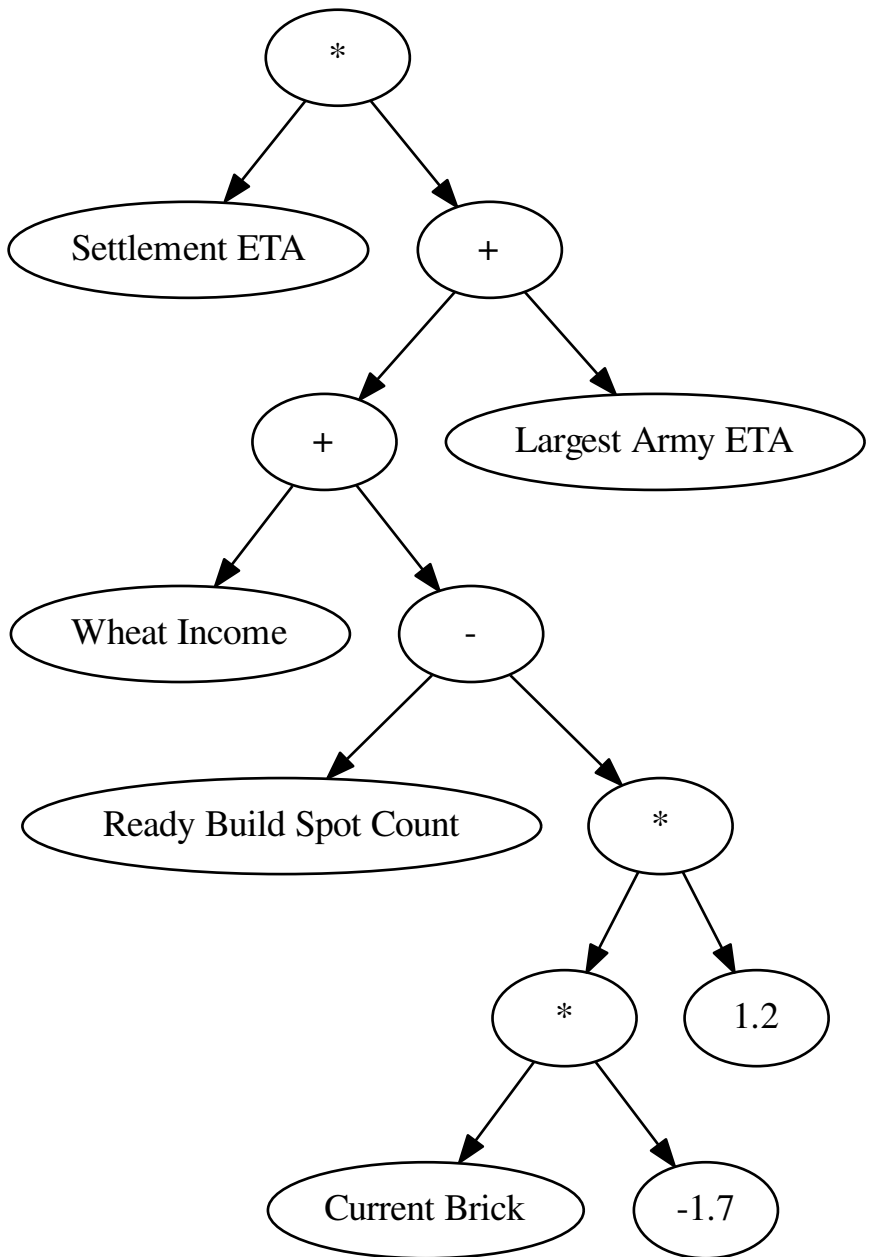 *
Settlement ETA
+
+
Largest Army ETA
Wheat Income
-
Ready Build Spot Count
*
*
1.2
Current Brick
-1.7